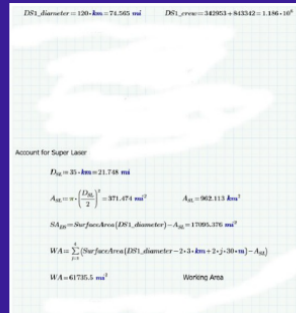 DS1_diameter = 120 • km = 74.565 mi DS1_crew = 342953 + 843342 = 1.186 • 10⁶
Account for Super Laser
D_SL = 35 • km = 21.748 mi
A_SL = π • (D_SL / 2)² = 371.474 mi² A_SL = 962.113 km²
SurfaceArea(DS1_diameter) − A_SL = 17095.376 mi²
WA = ∑ (SurfaceArea(DS1_diameter − 2 • 3 • km + 2 • j • 30 • m) − A_SL)
WA = 61735.5 mi² Working Area